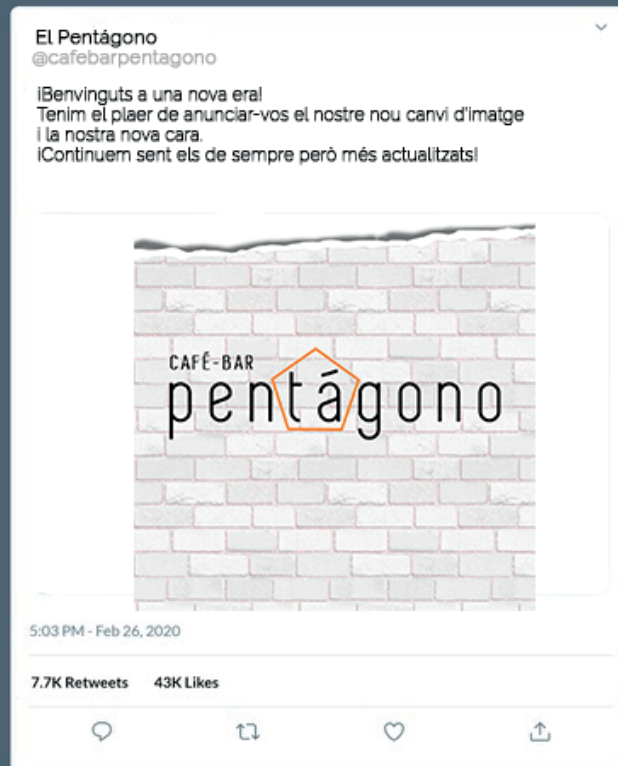 El Pentágono
@cafebarpentagono
¡Benvinguts a una nova era!
Tenim el plaer de anunciar-vos el nostre nou canvi d'imatge
i la nostra nova cara.
¡Continuem sent els de sempre però més actualitzats!
CAFÉ-BAR
pentágono
5:03 PM - Feb 26, 2020
7.7K Retweets 43K Likes